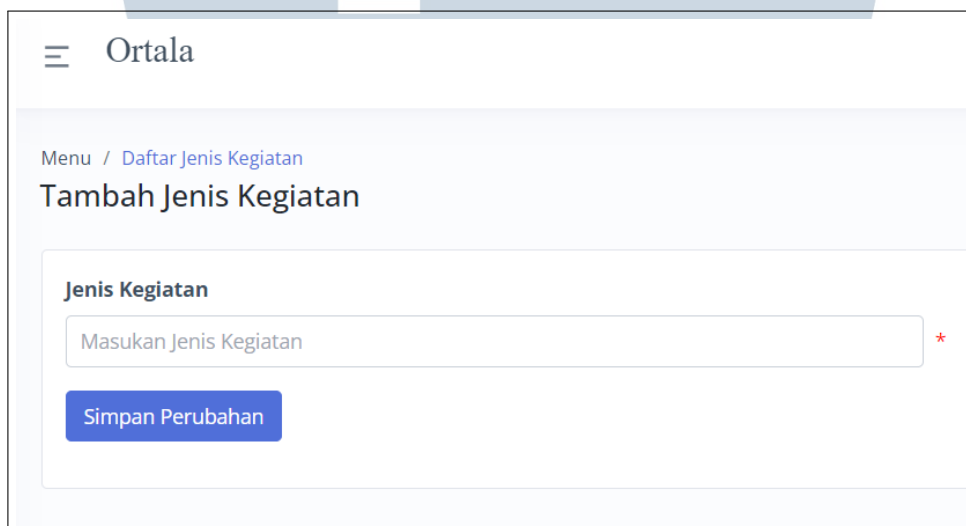 Ortala
Menu / Daftar Jenis Kegiatan
Tambah Jenis Kegiatan
Jenis Kegiatan
Masukan Jenis Kegiatan *
Simpan Perubahan